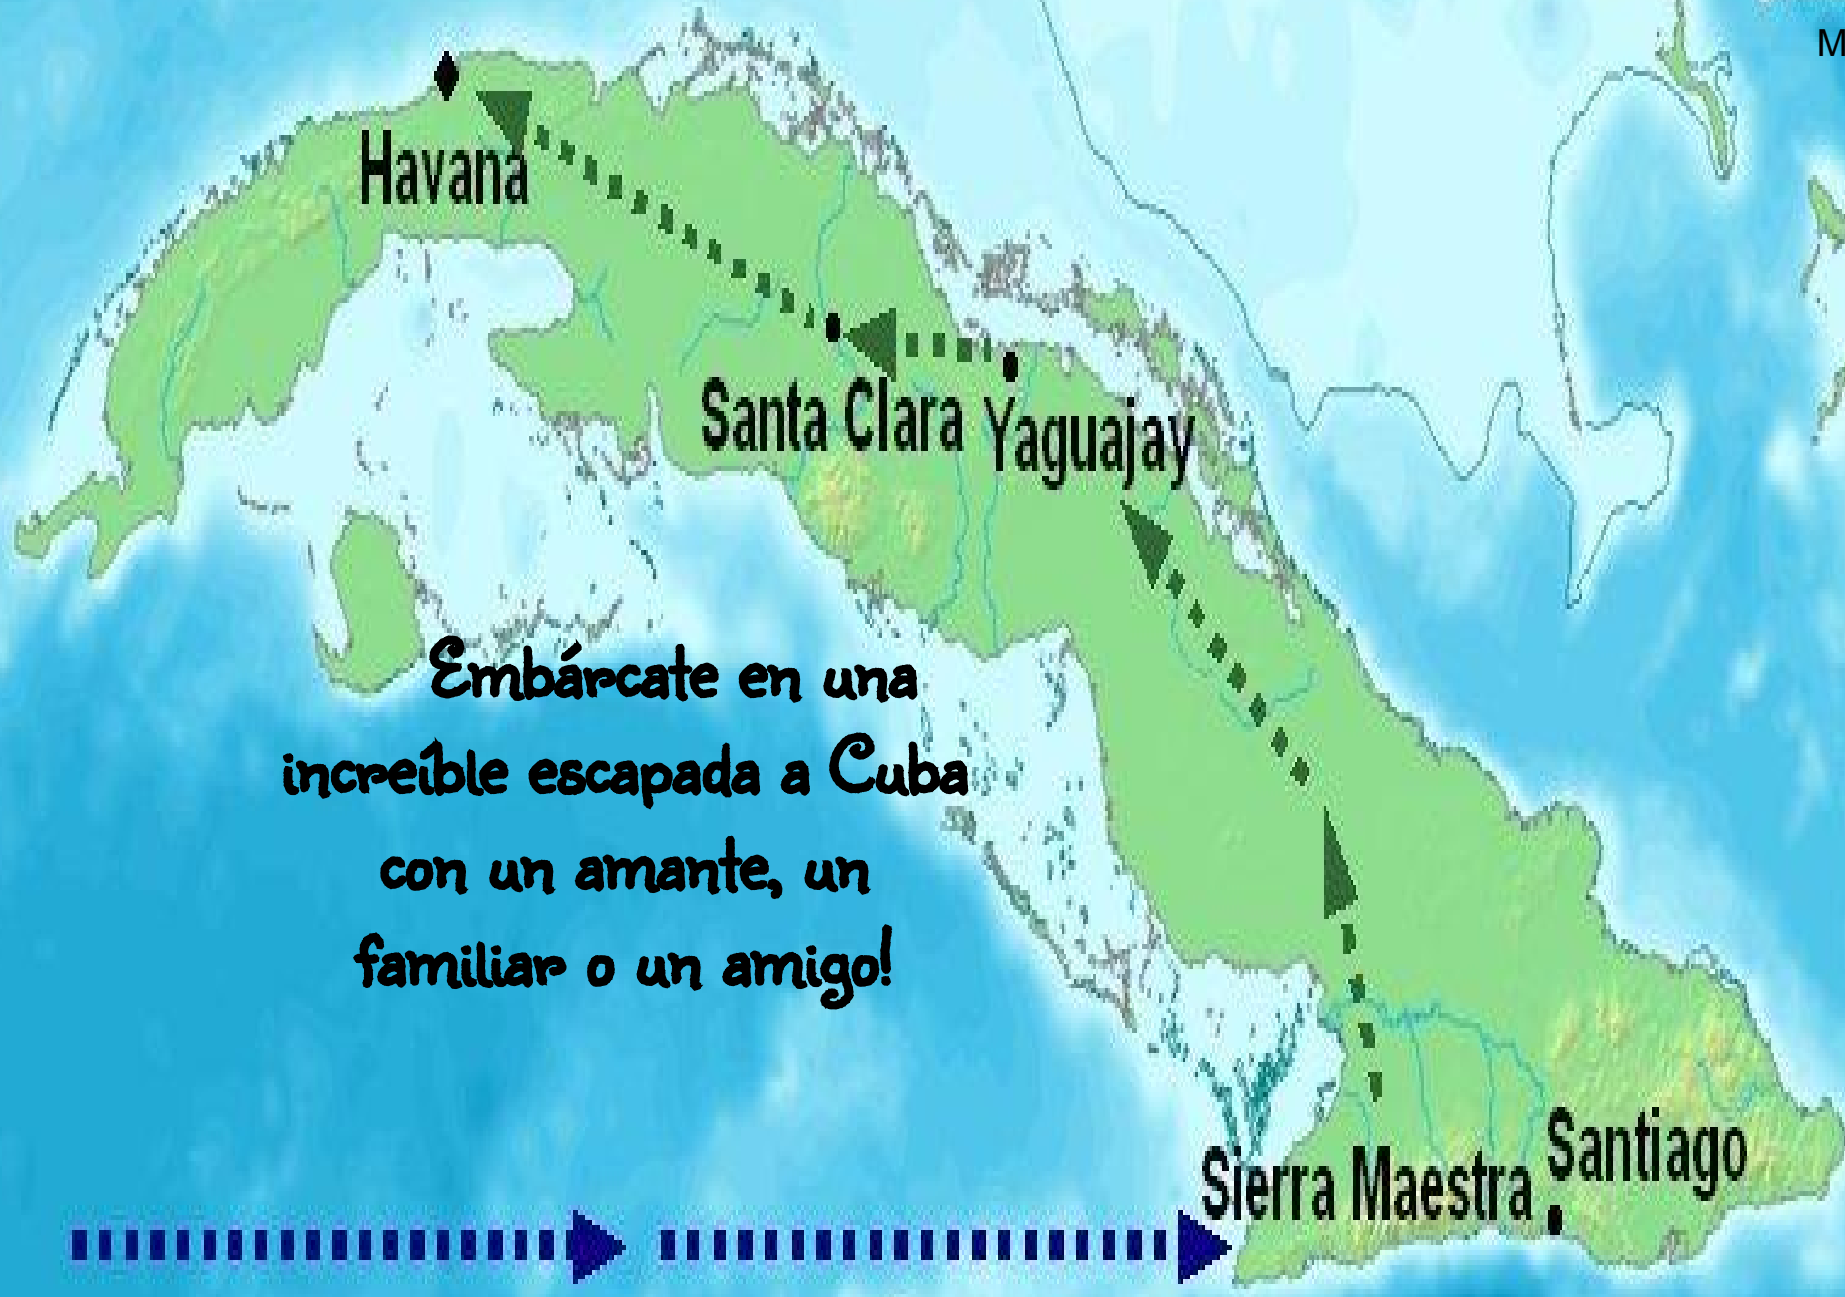 M
Havana
Santa Clara
Yaguajay
Embárcate en una
increíble escapada a Cuba
con un amante, un
familiar o un amigo!
Santiago
Sierra Maestra